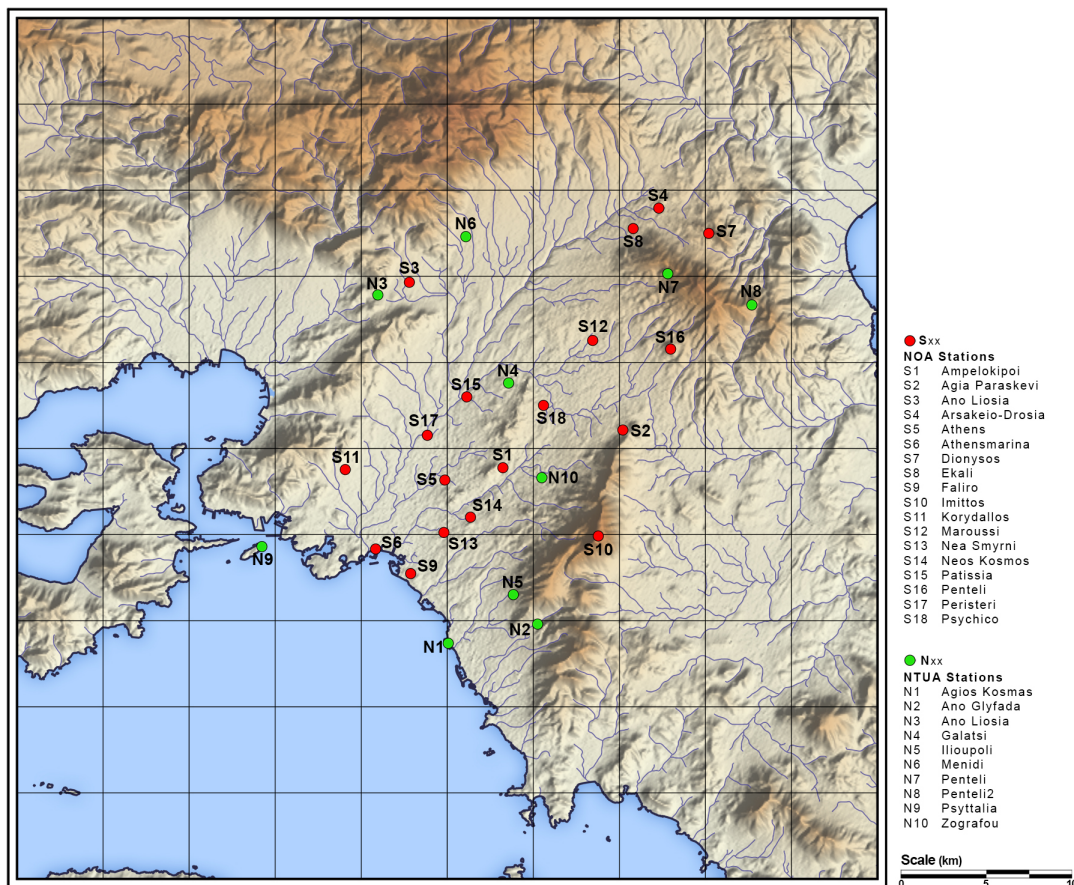 S4
N6
S7
S8
S3
N3
N7
N8
S12
S16
N4
S15
S18
S17
S2
S1
S11
S5
N10
S14
S13
S6
S10
N9
S9
N5
N2
N1
Sxx
NOA Stations
S1 Ampelokipoi
S2 Agia Paraskevi
S3 Ano Liosia
S4 Arsakeio-Drosia
S5 Athens
S6 Athensmarina
S7 Dionysos
S8 Ekali
S9 Faliro
S10 Imittos
S11 Korydallos
S12 Maroussi
S13 Nea Smyrni
S14 Neos Kosmos
S15 Patissia
S16 Penteli
S17 Peristeri
S18 Psychico
Nxx
NTUA Stations
N1 Agios Kosmas
N2 Ano Glyfada
N3 Ano Liosia
N4 Galatsi
N5 Ilioupoli
N6 Menidi
N7 Penteli
N8 Penteli2
N9 Psyttalia
N10 Zografou
Scale (km)
0 5 10